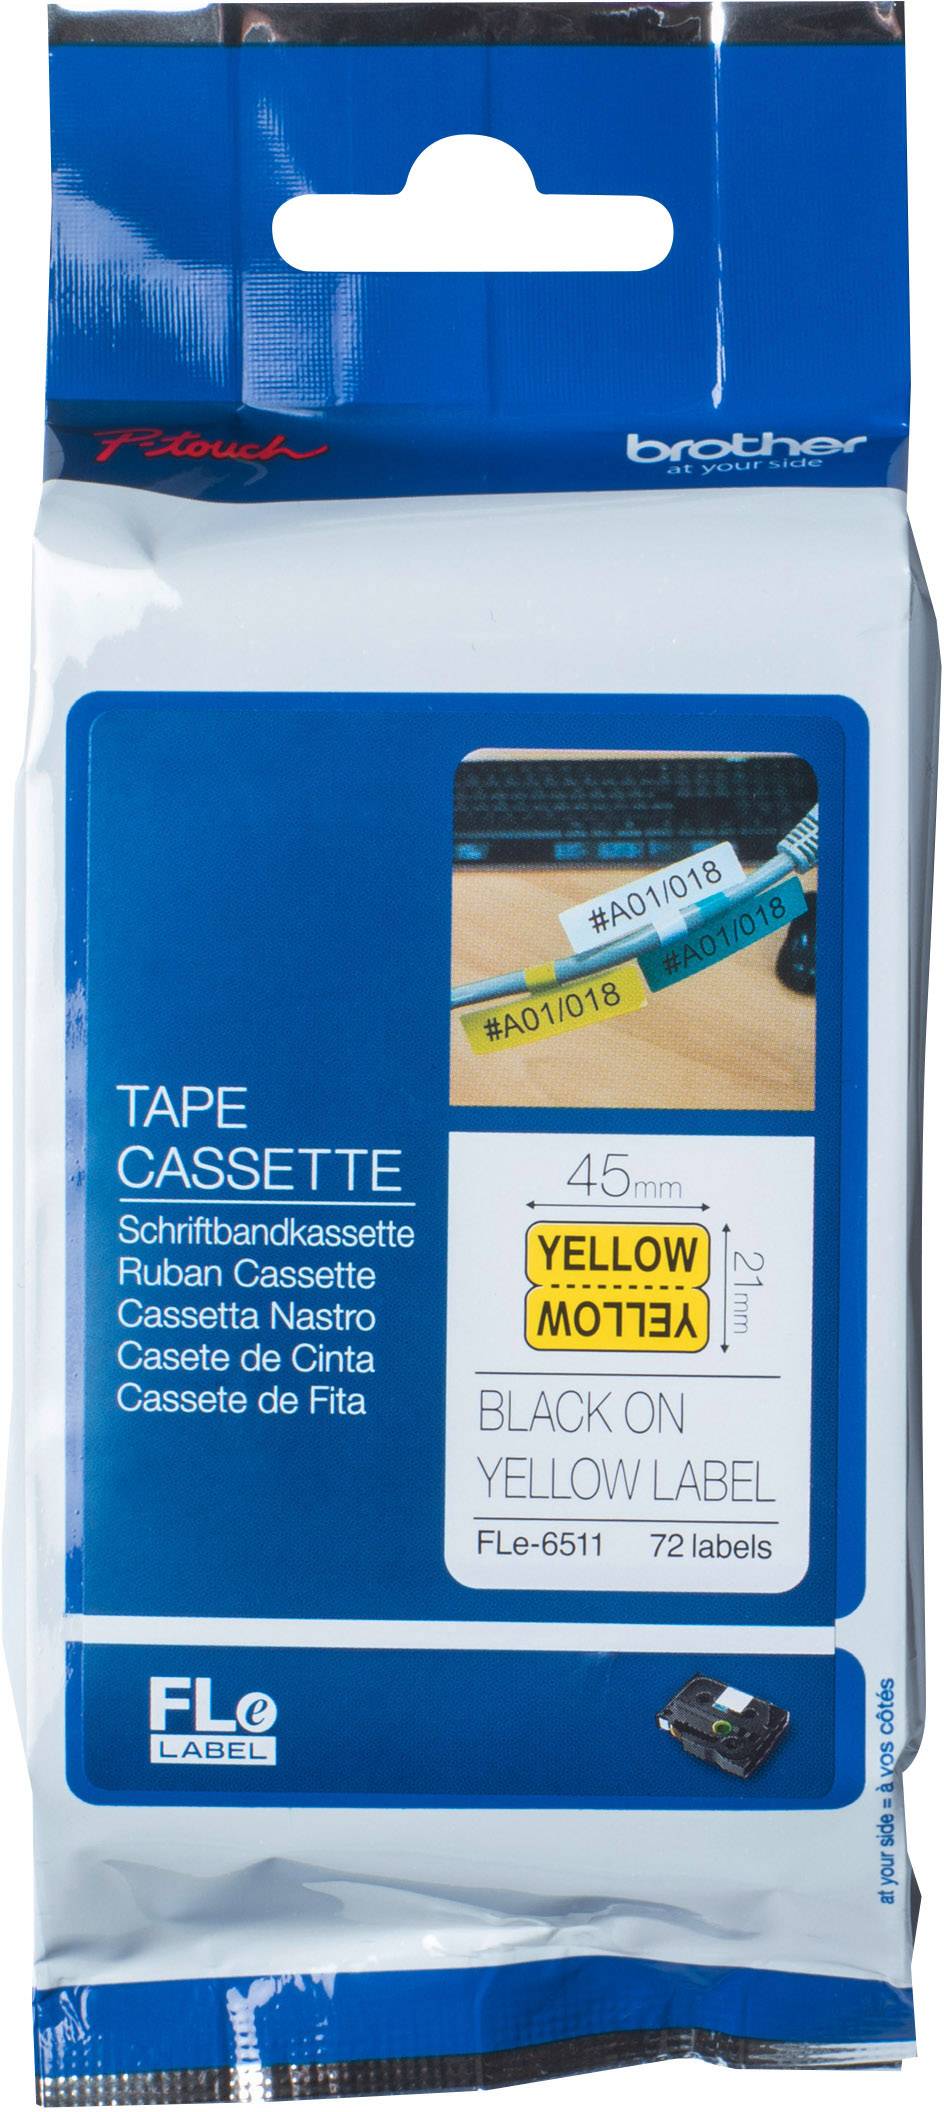 P-touch
brother
at your side
#A01/018
#A01/018
#A01/018
TAPE
CASSETTE
Schriftbandkassette
Ruban Cassette
Cassetta Nastro
Casete de Cinta
Cassete de Fita
45mm
YELLOW
YELLOW
21mm
BLACK ON
YELLOW LABEL
FLe-6511 72 labels
FLe
LABEL
at your side = à vos côtés